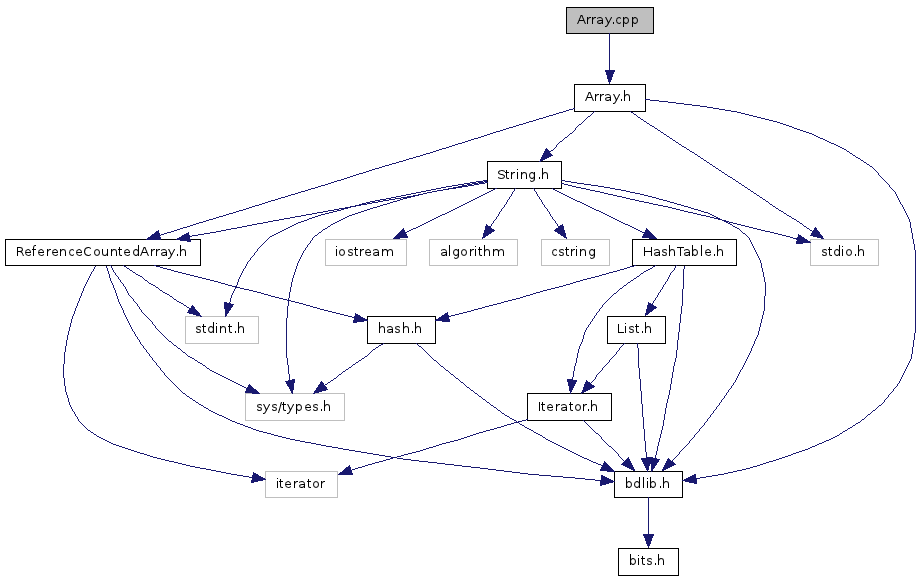 Array.cpp
Array.h
String.h
ReferenceCountedArray.h
iostream
algorithm
cstring
HashTable.h
stdio.h
stdint.h
hash.h
List.h
sys/types.h
Iterator.h
iterator
bdlib.h
bits.h